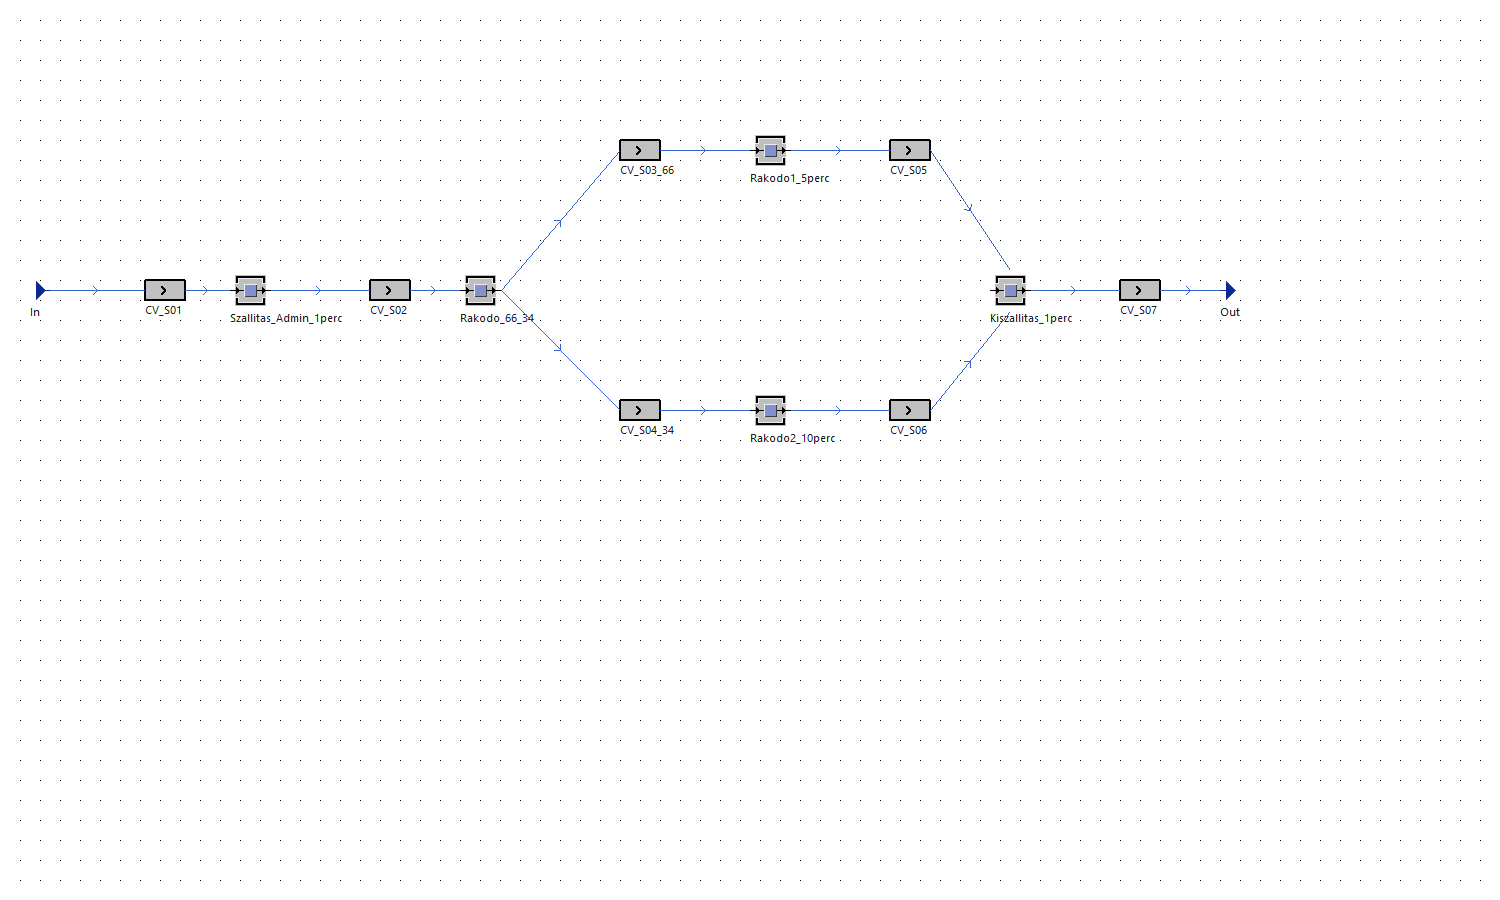 CV_S03_66
Rakodo1_5perc
CV_S05
In
CV_S01
Szallitas_Admin_1perc
CV_S02
Rakodo_66_34
Kiszallitas_1perc
CV_S07
Out
CV_S04_34
Rakodo2_10perc
CV_S06